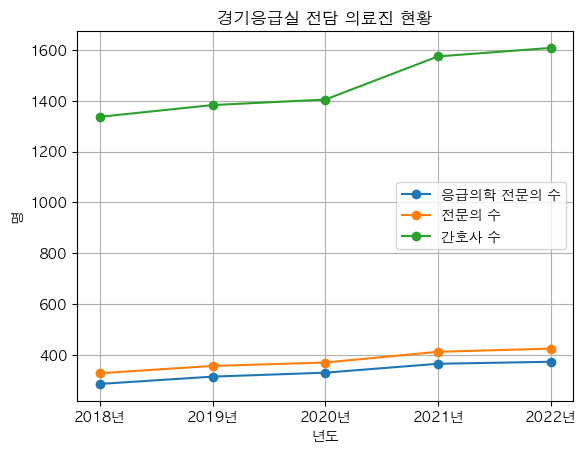 경기응급실 전담 의료진 현황
1600
1400
1200
1000
800
600
400
명
응급의학 전문의 수
전문의 수
간호사 수
2018년 2019년 2020년 2021년 2022년
년도